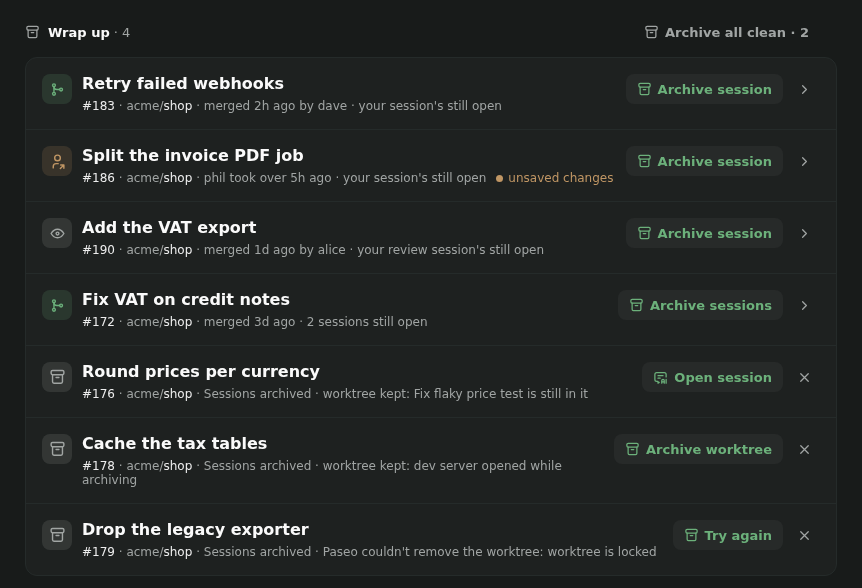 Wrap up · 4
Archive all clean · 2
Retry failed webhooks
#183 · acme/shop · merged 2h ago by dave · your session's still open
Archive session
Split the invoice PDF job
#186 · acme/shop · phil took over 5h ago · your session's still open ● unsaved changes
Archive session
Add the VAT export
#190 · acme/shop · merged 1d ago by alice · your review session's still open
Archive session
Fix VAT on credit notes
#172 · acme/shop · merged 3d ago · 2 sessions still open
Archive sessions
Round prices per currency
#176 · acme/shop · Sessions archived · worktree kept: Fix flaky price test is still in it
Open session
Cache the tax tables
#178 · acme/shop · Sessions archived · worktree kept: dev server opened while
archiving
Archive worktree
Drop the legacy exporter
#179 · acme/shop · Sessions archived · Paseo couldn't remove the worktree: worktree is locked
Try again